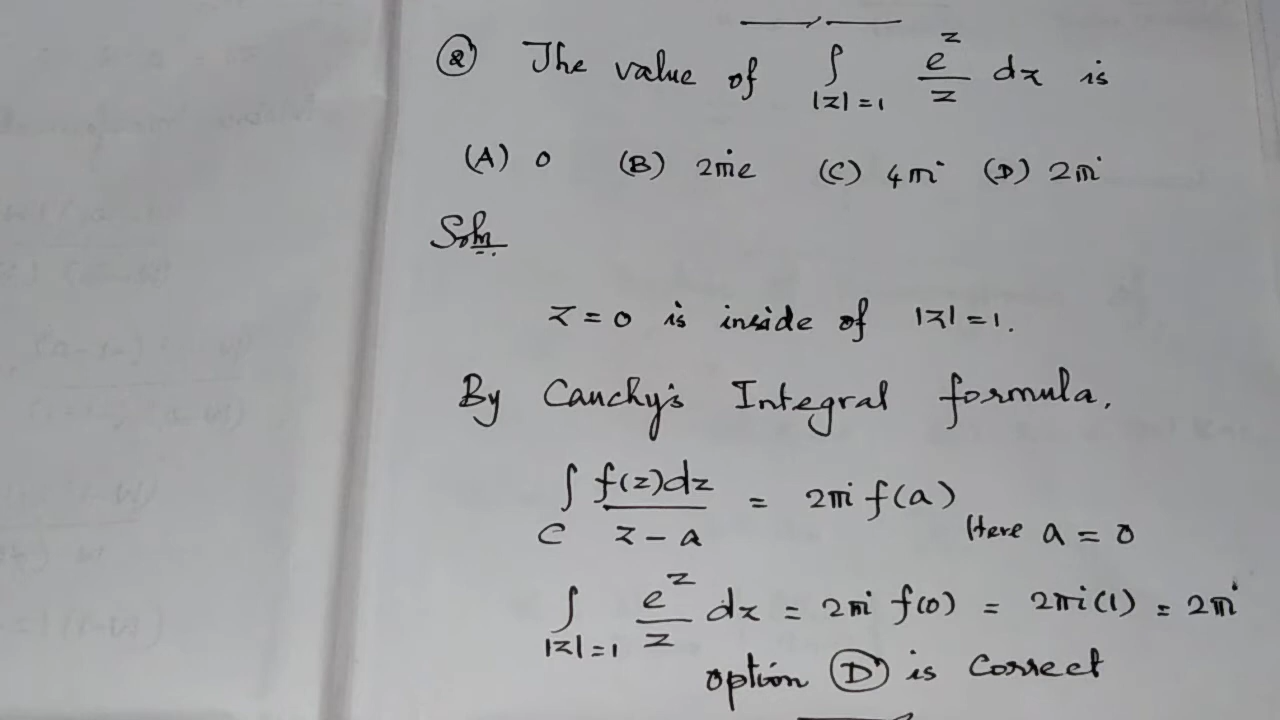 ② The value of ∫|z|=1 e^z/z dz is
(A) 0 (B) 2πie (C) 4πi (D) 2πi
Soln.
z=0 is inside of |z|=1.
By Cauchy's Integral formula,
∫C f(z)dz/z-a = 2πi f(a) Here a=0
∫|z|=1 e^z/z dz = 2πi f(0) = 2πi(1) = 2πi
option Ⓓ is correct